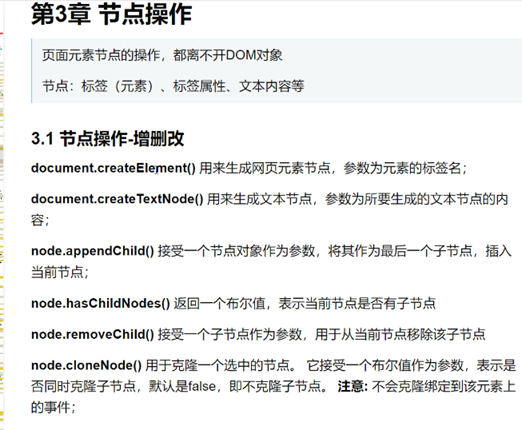 第3章 节点操作
页面元素节点的操作，都离不开DOM对象
节点：标签（元素）、标签属性、文本内容等
3.1 节点操作-增删改
document.createElement() 用来生成网页元素节点，参数为元素的标签名；
document.createTextNode() 用来生成文本节点，参数为所要生成的文本节点的内
容；
node.appendChild() 接受一个节点对象作为参数，将其作为最后一个子节点，插入
当前节点；
node.hasChildNodes() 返回一个布尔值，表示当前节点是否有子节点
node.removeChild() 接受一个子节点作为参数，用于从当前节点移除该子节点
node.cloneNode() 用于克隆一个选中的节点。 它接受一个布尔值作为参数，表示是
否同时克隆子节点，默认是false，即不克隆子节点。 注意: 不会克隆绑定到该元素上
的事件；